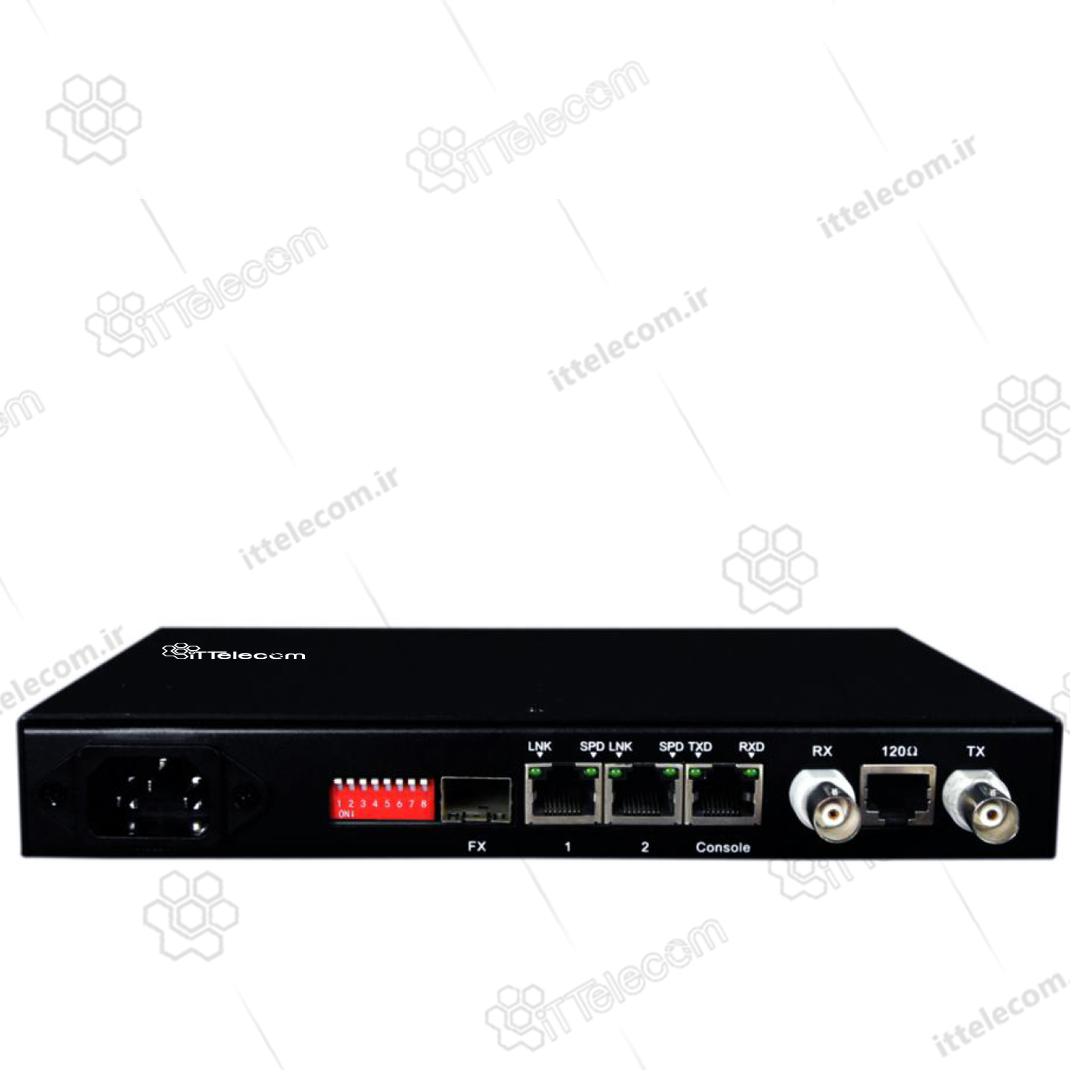 iTTelecom
ittelecom.ir
iTTelecom
ittelecom.ir
ittelecom.ir
elecom.ir
iTTelecom
LNK SPD LNK SPD TXD RXD RX 120Ω TX
1 2 3 4 5 6 7 8
ON↓
FX 1 2 Console
iTTelecom
ittelecom.